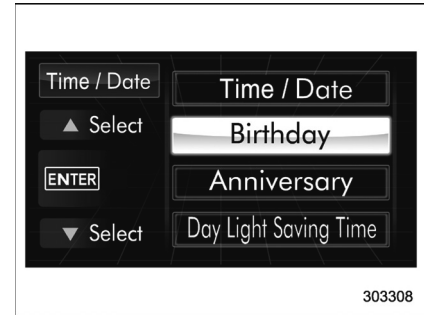 Time / Date
▲ Select
ENTER
▼ Select
Time / Date
Birthday
Anniversary
Day Light Saving Time
303308